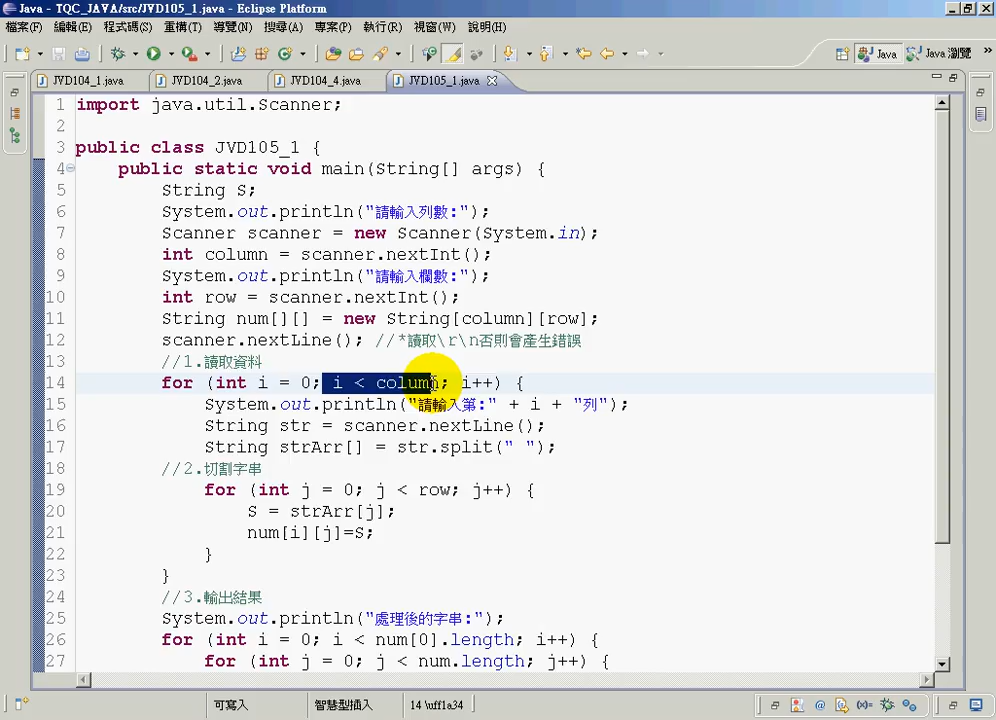 Java - TQC_JAVA/src/JVD105_1.java - Eclipse Platform
檔案(F) 編輯(E) 程式碼(S) 重構(T) 導覽(N) 搜尋(A) 專案(P) 執行(R) 視窗(W) 說明(H)
Java Java 瀏覽 »
JVD104_1.java JVD104_2.java JVD104_4.java JVD105_1.java
1 import java.util.Scanner;
2
3 public class JVD105_1 {
4 public static void main(String[] args) {
5 String S;
6 System.out.println("請輸入列數:");
7 Scanner scanner = new Scanner(System.in);
8 int column = scanner.nextInt();
9 System.out.println("請輸入欄數:");
10 int row = scanner.nextInt();
11 String num[][] = new String[column][row];
12 scanner.nextLine(); //*讀取\r\n否則會產生錯誤
13 //1.讀取資料
14 for (int i = 0; i < column; i++) {
15 System.out.println("請輸入第:" + i + "列");
16 String str = scanner.nextLine();
17 String strArr[] = str.split(" ");
18 //2.切割字串
19 for (int j = 0; j < row; j++) {
20 S = strArr[j];
21 num[i][j]=S;
22 }
23 }
24 //3.輸出結果
25 System.out.println("處理後的字串:");
26 for (int i = 0; i < num[0].length; i++) {
27 for (int j = 0; j < num.length; j++) {
可寫入 智慧型插入 14 \uff1a34